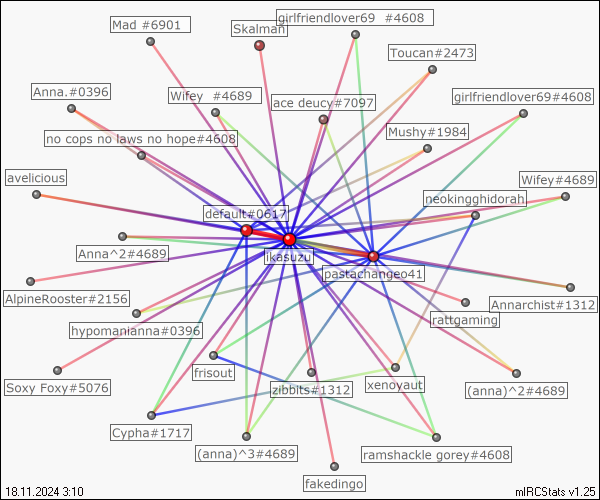 girlfriendlover69 #4608
Mad #6901
Skalman
Toucan#2473
Anna.#0396
Wifey #4689
ace deucy#7097
girlfriendlover69#4608
no cops no laws no hope#4608
Mushy#1984
avelicious
Wifey#4689
neokingghidorah
default#0617
Anna^2#4689
ikasuzu
pastachange041
AlpineRooster#2156
Annarchist#1312
rattgaming
hypomanianna#0396
frisout
Soxy Foxy#5076
zibbits#1312
xenoyaut
(anna)^2#4689
Cypha#1717
(anna)^3#4689
ramshackle gorey#4608
fakedingo
18.11.2024 3:10
mIRCStats v1.25